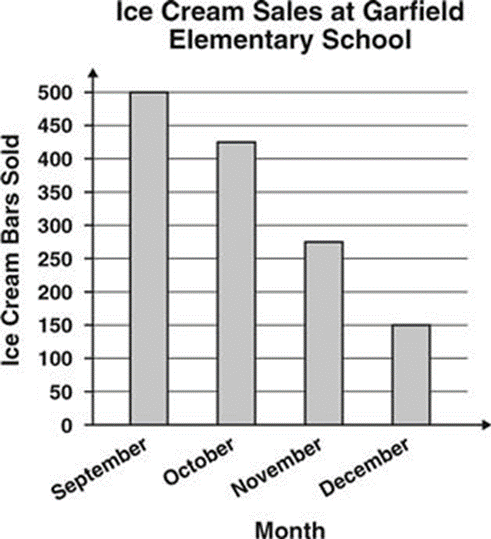 Ice Cream Sales at Garfield
Elementary School
Ice Cream Bars Sold
500
450
400
350
300
250
200
150
100
50
0
September
October
November
December
Month